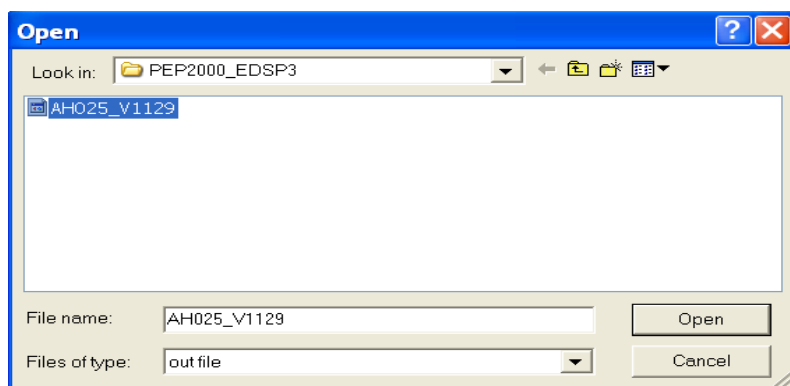 Open
Look in: PEP2000_EDSP3
AH025_V1129
File name: AH025_V1129 Open
Files of type: out file Cancel